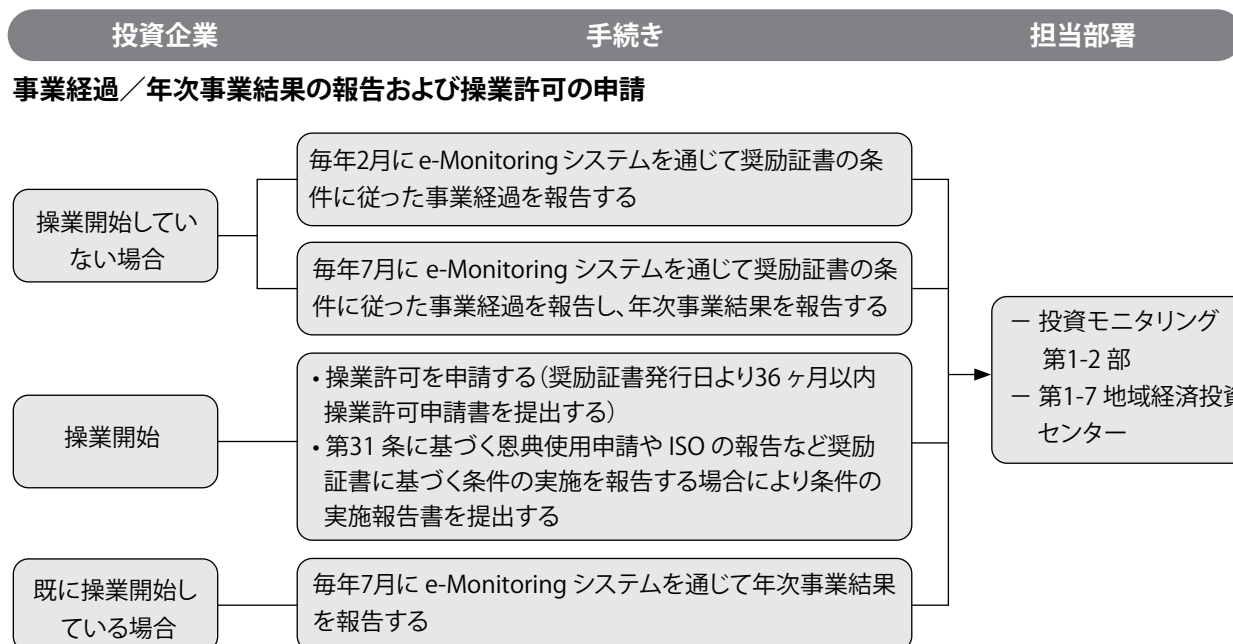 投資企業 手続き 担当部署
事業経過／年次事業結果の報告および操業許可の申請
操業開始してい
ない場合
毎年2月に e-Monitoring システムを通じて奨励証書の条
件に従った事業経過を報告する
毎年7月に e-Monitoring システムを通じて奨励証書の条
件に従った事業経過を報告し、年次事業結果を報告する
操業開始
• 操業許可を申請する（奨励証書発行日より36 ヶ月以内
操業許可申請書を提出する）
• 第31 条に基づく恩典使用申請や ISO の報告など奨励
証書に基づく条件の実施を報告する場合により条件の
実施報告書を提出する
既に操業開始し
ている場合
毎年7月に e-Monitoring システムを通じて年次事業結果
を報告する
－ 投資モニタリング
第1-2 部
－ 第1-7 地域経済投資
センター